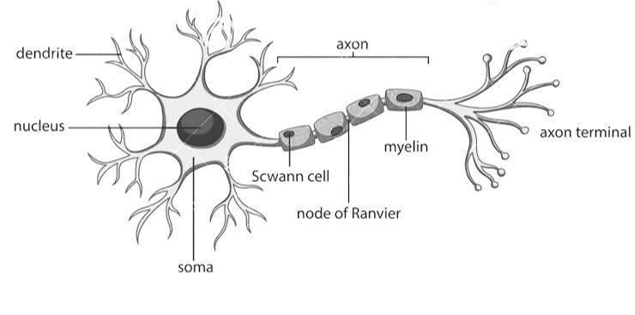 axon
dendrite
nucleus
axon terminal
myelin
Scwann cell
node of Ranvier
soma